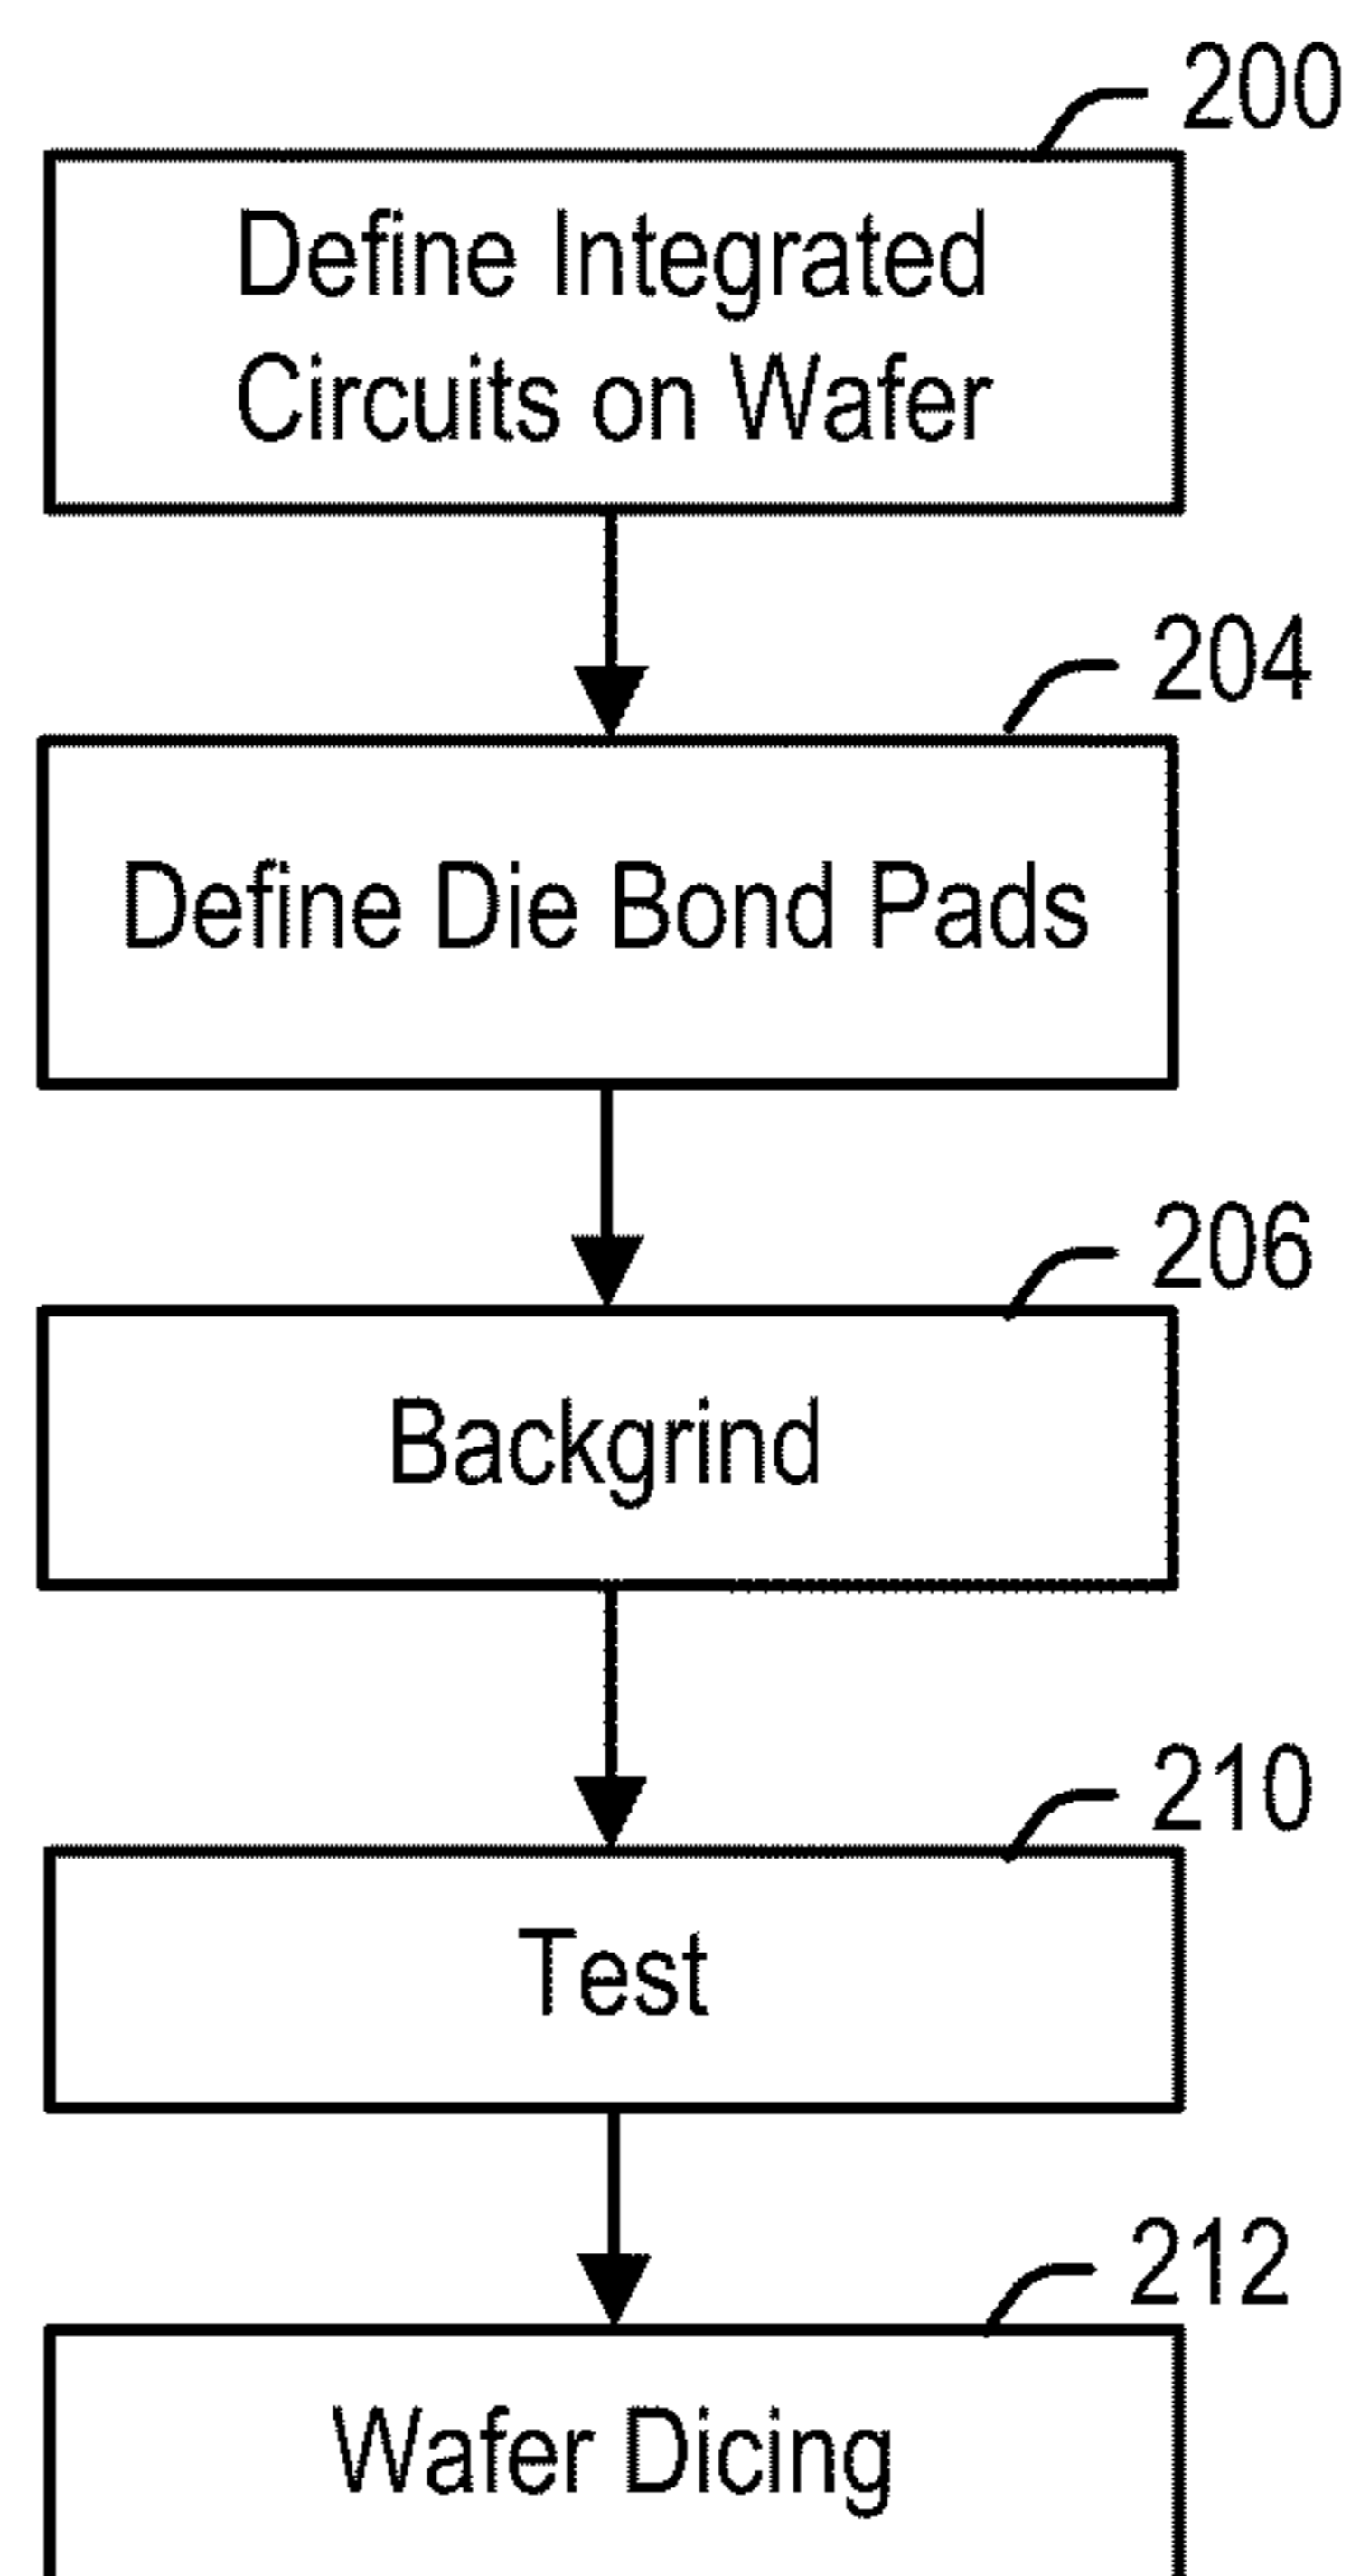 200
Define Integrated
Circuits on Wafer
204
Define Die Bond Pads
206
Backgrind
210
Test
212
Wafer Dicing